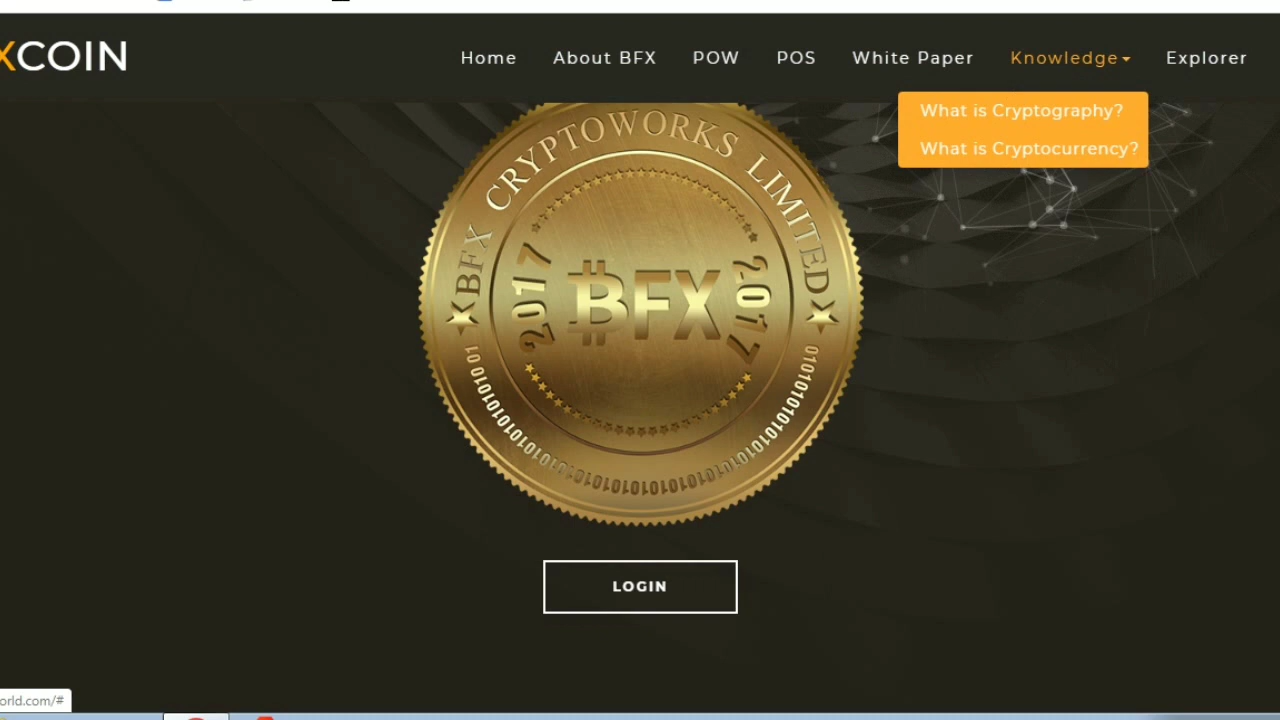 XCOIN
Home About BFX POW POS White Paper Knowledge Explorer
What is Cryptography?
What is Cryptocurrency?
BFX CRYPTOWORKS LIMITED
2017 BFX 2017
LOGIN
orld.com/#